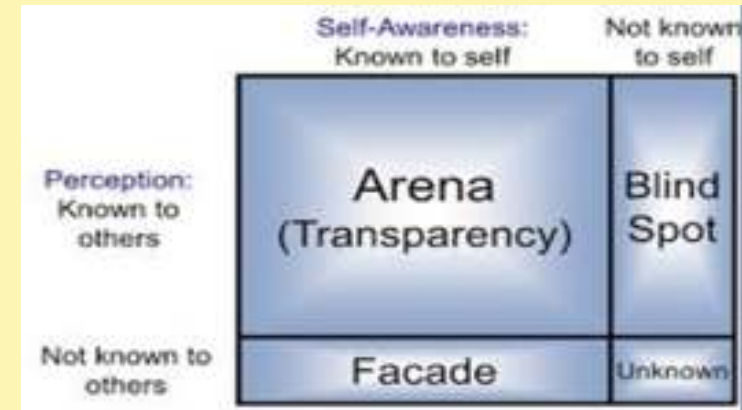 Self-Awareness:
Known to self
Not known
to self
Perception:
Known to
others
Arena
(Transparency)
Blind
Spot
Not known to
others
Facade
Unknown